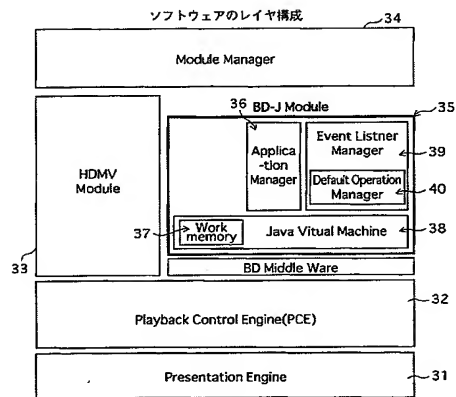 ソフトウェアのレイヤ構成
34
Module Manager
36
BD-J Module
35
HDMV
Module
Applica
-tion
Manager
Event Listner
Manager
39
Default Operation
Manager
40
37
Work
memory
Java Vitual Machine
38
33
BD Middle Ware
32
Playback Control Engine(PCE)
Presentation Engine
31